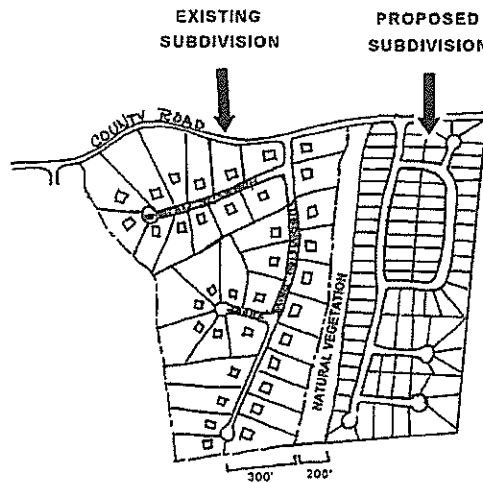 EXISTING
SUBDIVISION
PROPOSED
SUBDIVISION
COUNTY ROAD
NATURAL VEGETATION
300'
200'